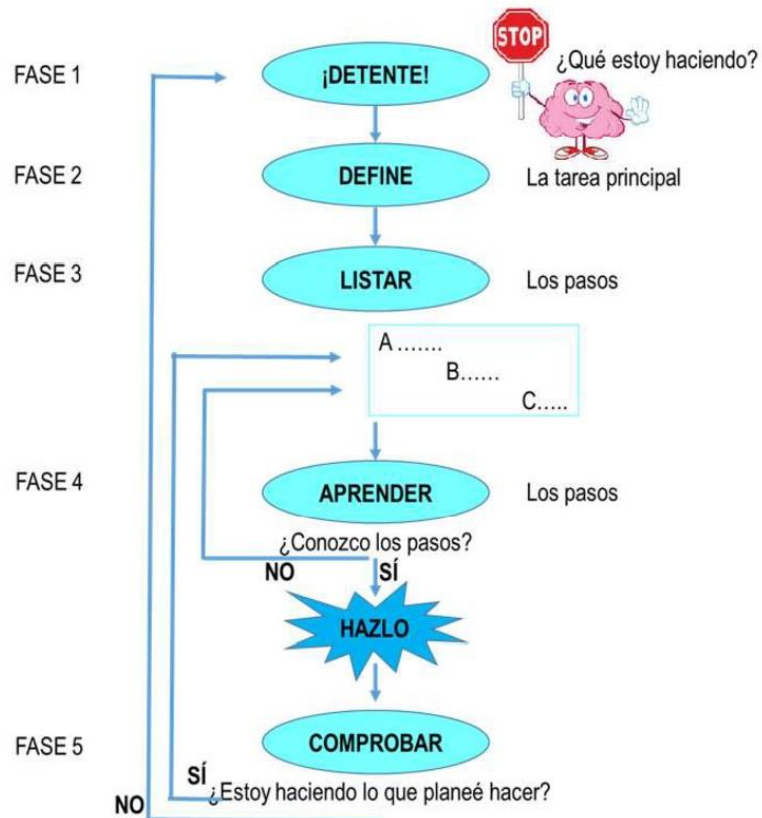 STOP
FASE 1
¡DETENTE!
¿Qué estoy haciendo?
FASE 2
DEFINE
La tarea principal
FASE 3
LISTAR
Los pasos
A …….
B……
C…..
FASE 4
APRENDER
Los pasos
¿Conozco los pasos?
NO
SÍ
HAZLO
FASE 5
COMPROBAR
SÍ
¿Estoy haciendo lo que planeé hacer?
NO